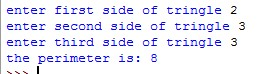 enter first side of tringle 2
enter second side of tringle 3
enter third side of tringle 3
the perimeter is: 8
>>>